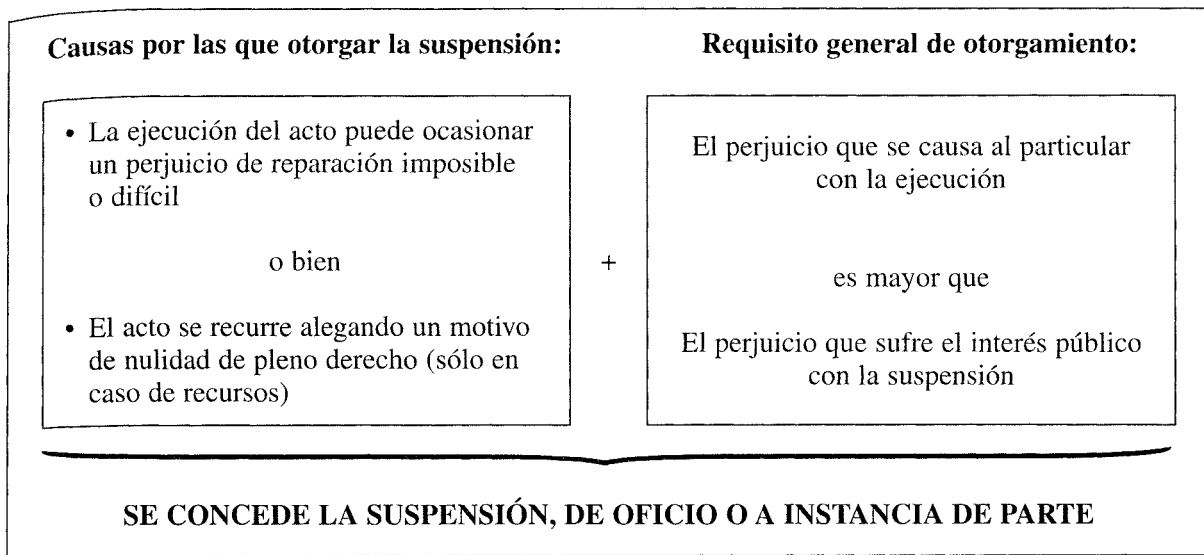 Causas por las que otorgar la suspensión:
• La ejecución del acto puede ocasionar
un perjuicio de reparación imposible
o difícil
o bien
• El acto se recurre alegando un motivo
de nulidad de pleno derecho (sólo en
caso de recursos)
+
Requisito general de otorgamiento:
El perjuicio que se causa al particular
con la ejecución
es mayor que
El perjuicio que sufre el interés público
con la suspensión
SE CONCEDE LA SUSPENSIÓN, DE OFICIO O A INSTANCIA DE PARTE